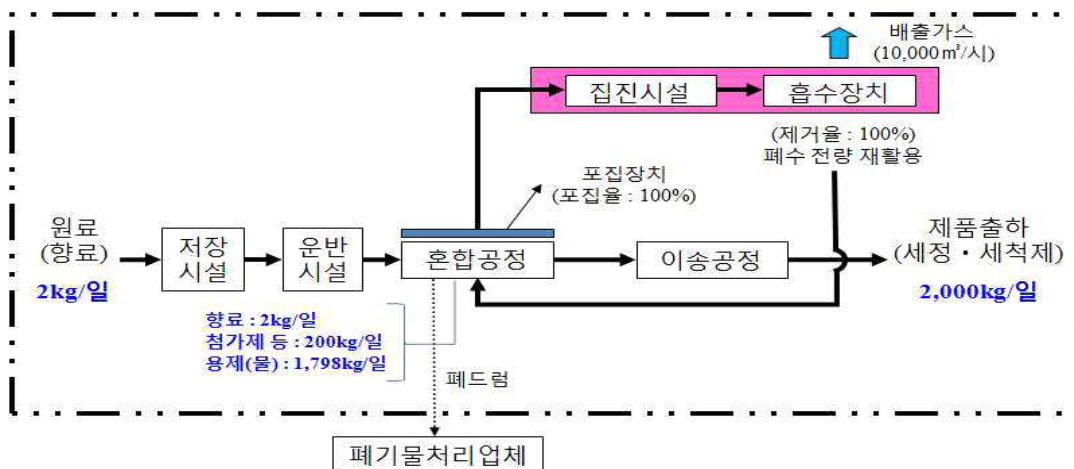 배출가스
(10,000㎥/시)
집진시설
흡수장치
(제거율 : 100%)
폐수 전량 재활용
포집장치
(포집율 : 100%)
원료
(향료)
2kg/일
저장
시설
운반
시설
혼합공정
이송공정
제품출하
(세정・세척제)
2,000kg/일
향료 : 2kg/일
첨가제 등 : 200kg/일
용제(물) : 1,798kg/일
폐드럼
폐기물처리업체